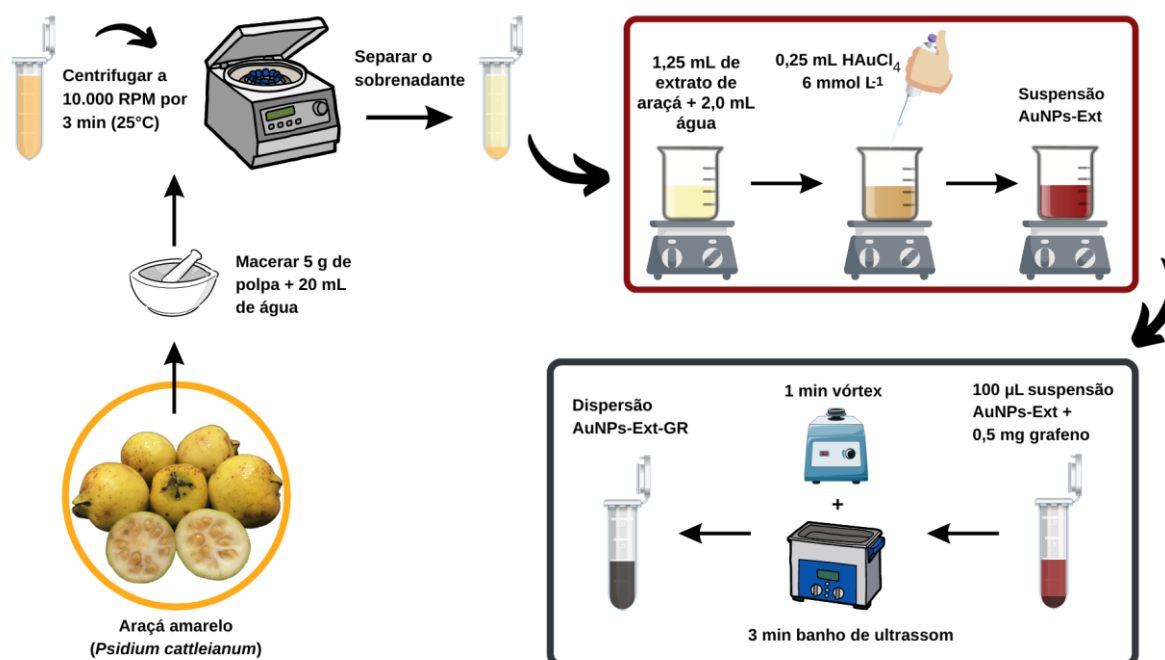 Araçá amarelo
(Psidium cattleianum)
Macerar 5 g de
polpa + 20 mL
de água
Centrifugar a
10.000 RPM por
3 min (25°C)
Separar o
sobrenadante
1,25 mL de
extrato de
araçá + 2,0 mL
água
0,25 mL HAuCl4
6 mmol L-1
Suspensão
AuNPs-Ext
100 µL suspensão
AuNPs-Ext +
0,5 mg grafeno
1 min vórtex
+
3 min banho de ultrassom
Dispersão
AuNPs-Ext-GR